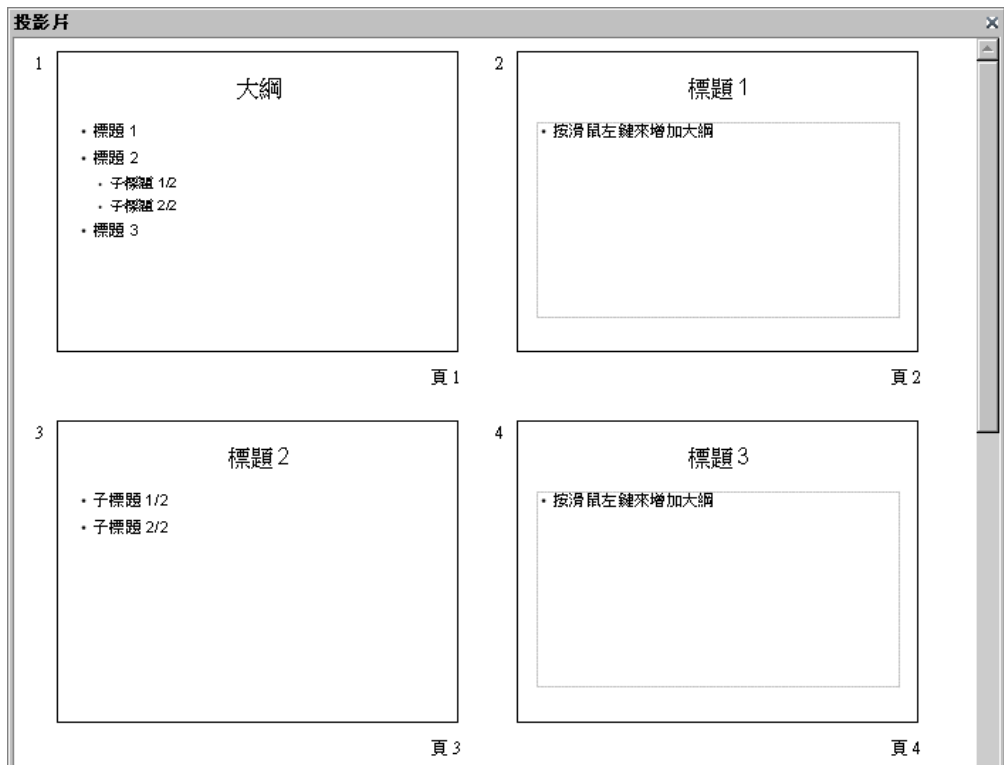 投影片
1
大綱
• 標題 1
• 標題 2
• 子標題 1/2
• 子標題 2/2
• 標題 3
頁 1
2
標題 1
• 按滑鼠左鍵來增加大綱
頁 2
3
標題 2
• 子標題 1/2
• 子標題 2/2
頁 3
4
標題 3
• 按滑鼠左鍵來增加大綱
頁 4